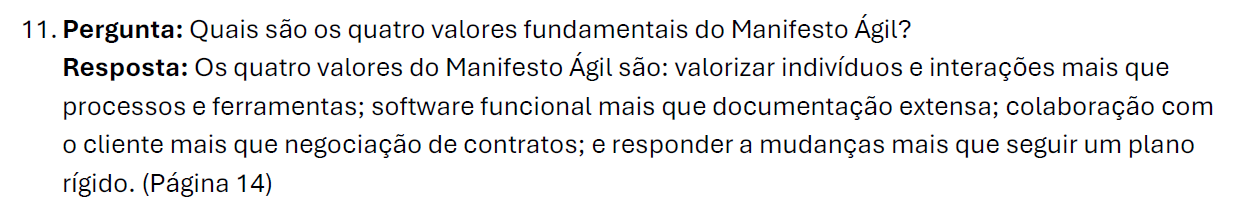 11. Pergunta: Quais são os quatro valores fundamentais do Manifesto Ágil?
Resposta: Os quatro valores do Manifesto Ágil são: valorizar indivíduos e interações mais que
processos e ferramentas; software funcional mais que documentação extensa; colaboração com
o cliente mais que negociação de contratos; e responder a mudanças mais que seguir um plano
rígido. (Página 14)